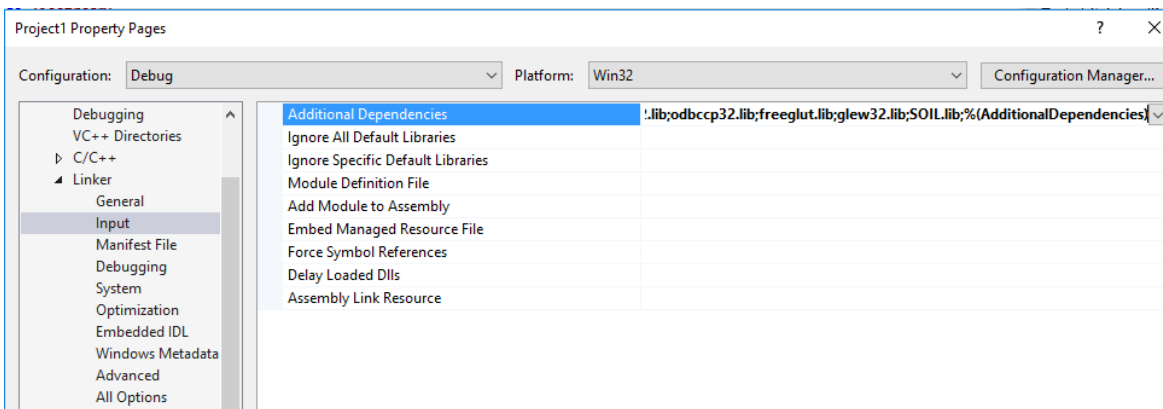 Project1 Property Pages
?
Configuration: Debug Platform: Win32 Configuration Manager...
Debugging
VC++ Directories
C/C++
Linker
General
Input
Manifest File
Debugging
System
Optimization
Embedded IDL
Windows Metadata
Advanced
All Options
Additional Dependencies .lib;odbccp32.lib;freeglut.lib;glew32.lib;SOIL.lib;%(AdditionalDependencies)
Ignore All Default Libraries
Ignore Specific Default Libraries
Module Definition File
Add Module to Assembly
Embed Managed Resource File
Force Symbol References
Delay Loaded Dlls
Assembly Link Resource